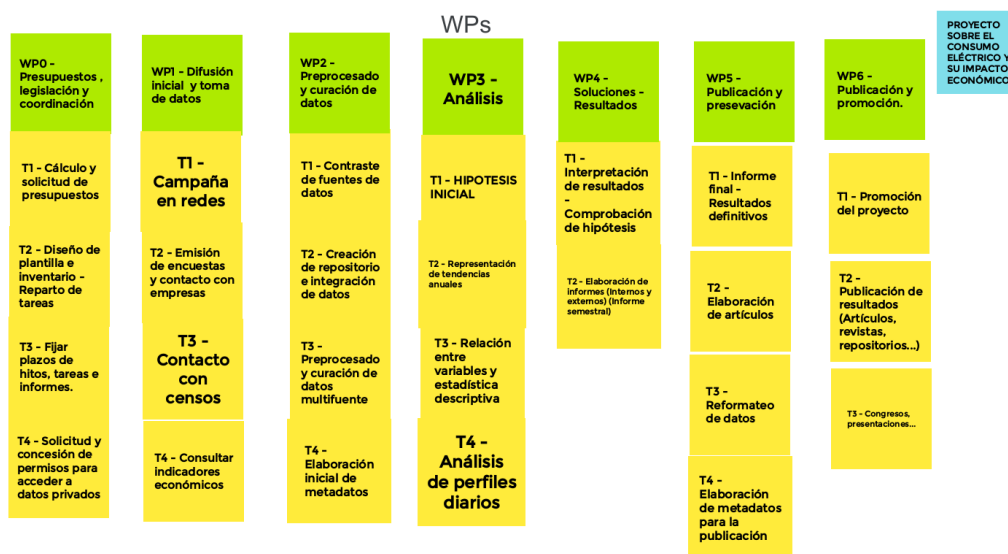 WPs
PROYECTO
SOBRE EL
CONSUMO
ELÉCTRICO Y
SU IMPACTO
ECONÓMICO
WP0 -
Presupuestos ,
legislación y
coordinación
T1 - Cálculo y
solicitud de
presupuestos
T2 - Diseño de
plantilla e
inventario -
Reparto de
tareas
T3 - Fijar
plazos de
hitos, tareas e
informes.
T4 - Solicitud y
concesión de
permisos para
acceder a
datos privados
WP1 - Difusión
inicial y toma
de datos
T1 -
Campaña
en redes
T2 - Emisión
de encuestas
y contacto con
empresas
T3 -
Contacto
con
censos
T4 - Consultar
indicadores
económicos
WP2 -
Preprocesado
y curación de
datos
T1 - Contraste
de fuentes de
datos
T2 - Creación
de repositorio
e integración
de datos
T3 -
Preprocesado
y curación de
datos
multifuente
T4 -
Elaboración
inicial de
metadatos
WP3 -
Análisis
T1 - HIPOTESIS
INICIAL
T2 - Representación
de tendencias
anuales
T3 - Relación
entre
variables y
estadística
descriptiva
T4 -
Análisis
de perfiles
diarios
WP4 -
Soluciones -
Resultados
T1 -
Interpretación
de resultados
-
Comprobación
de hipótesis
T2 - Elaboración de
informes (Internos y
externos) (Informe
semestral)
WP5 -
Publicación y
presevación
T1 - Informe
final -
Resultados
definitivos
T2 -
Elaboración
de artículos
T3 -
Reformateo de
datos
T4 -
Elaboración
de metadatos
para la
publicación
WP6 -
Publicación y
promoción.
T1 - Promoción
del proyecto
T2 -
Publicación de
resultados
(Artículos,
revistas,
repositorios...)
T3 - Congresos,
presentaciones...